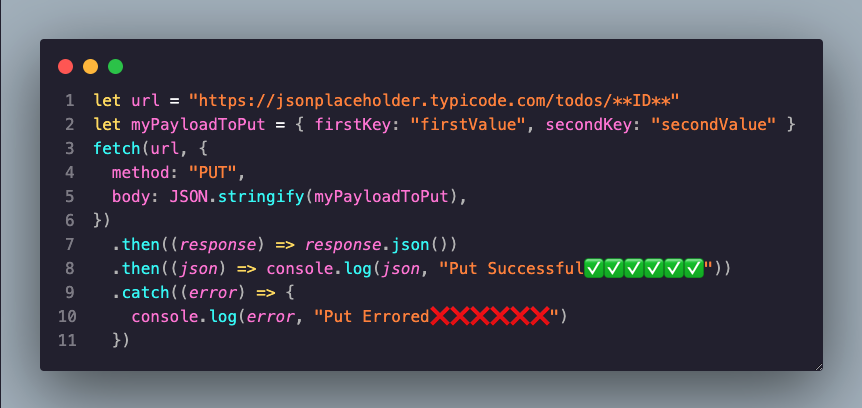 1 let url = "https://jsonplaceholder.typicode.com/todos/**ID**"
2 let myPayloadToPut = { firstKey: "firstValue", secondKey: "secondValue" }
3 fetch(url, {
4   method: "PUT",
5   body: JSON.stringify(myPayloadToPut),
6 })
7   .then((response) => response.json())
8   .then((json) => console.log(json, "Put Successful✅✅✅✅✅✅"))
9   .catch((error) => {
10     console.log(error, "Put Errored❌❌❌❌❌❌")
11   })